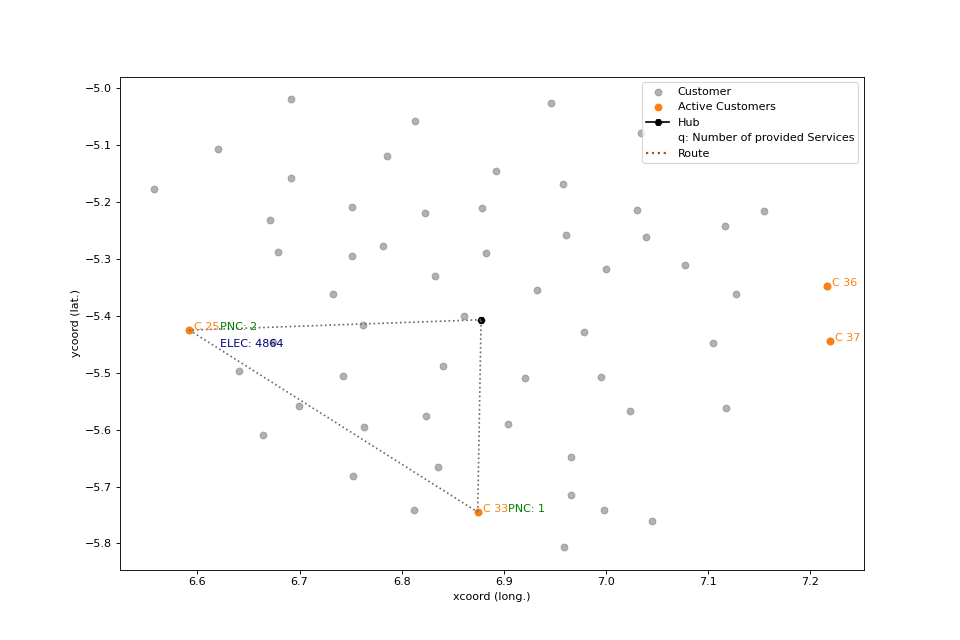 −5.0
−5.1
−5.2
−5.3
−5.4
−5.5
−5.6
−5.7
−5.8
ycoord (lat.)
Customer
Active Customers
Hub
q: Number of provided Services
Route
C 36
C 37
C 25
PNC: 2
ELEC: 4864
C 33
PNC: 1
6.6
6.7
6.8
6.9
7.0
7.1
7.2
xcoord (long.)